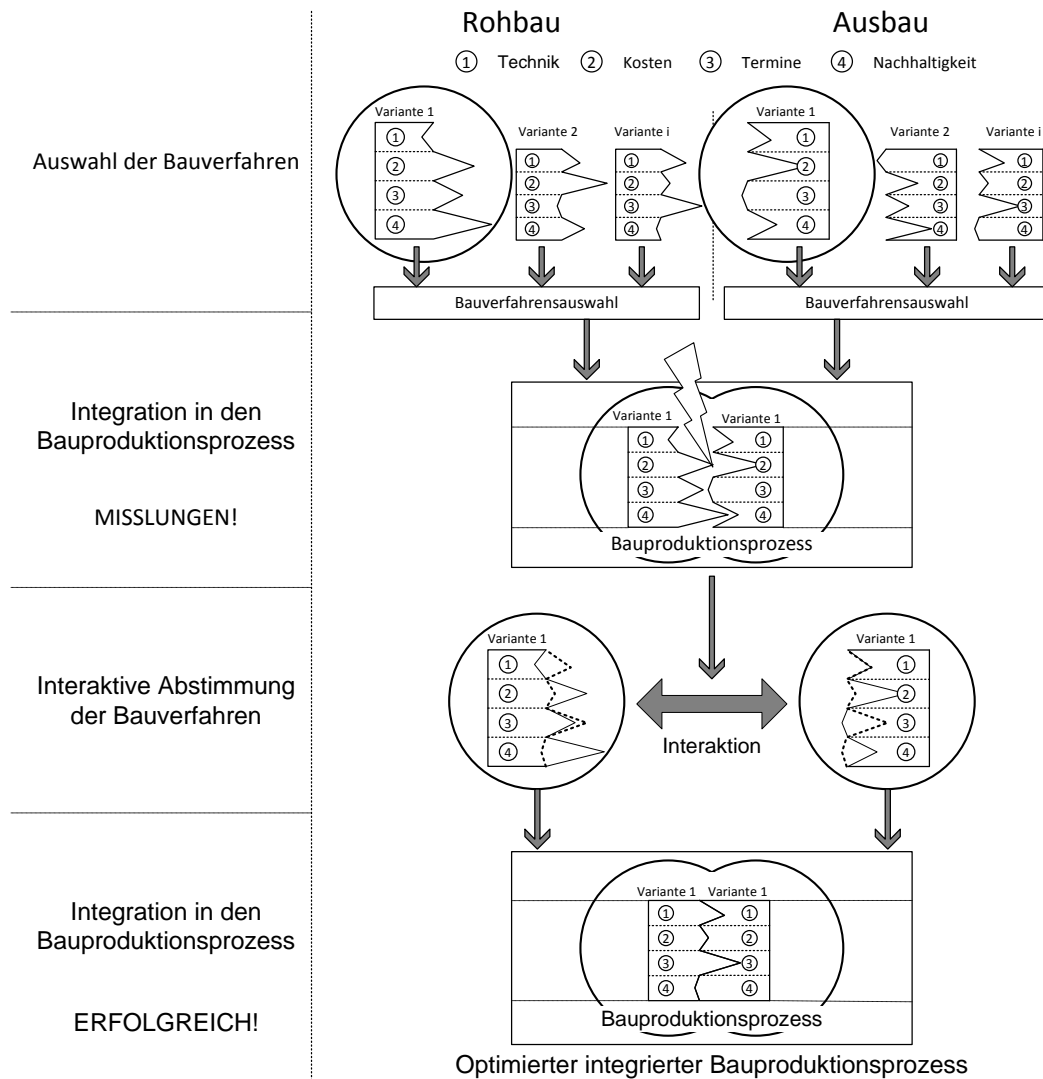 Rohbau
Ausbau
① Technik ② Kosten ③ Termine ④ Nachhaltigkeit
Auswahl der Bauverfahren
Variante 1
①
②
③
④
Variante 2
①
②
③
④
Variante i
①
②
③
④
Variante 1
①
②
③
④
Variante 2
①
②
③
④
Variante i
①
②
③
④
Bauverfahrensauswahl
Bauverfahrensauswahl
Integration in den
Bauproduktionsprozess
MISSLUNGEN!
Variante 1
①
②
③
④
Variante 1
①
②
③
④
Bauproduktionsprozess
Interaktive Abstimmung
der Bauverfahren
Variante 1
①
②
③
④
Interaktion
Variante 1
①
②
③
④
Integration in den
Bauproduktionsprozess
ERFOLGREICH!
Variante 1
①
②
③
④
Variante 1
①
②
③
④
Bauproduktionsprozess
Optimierter integrierter Bauproduktionsprozess